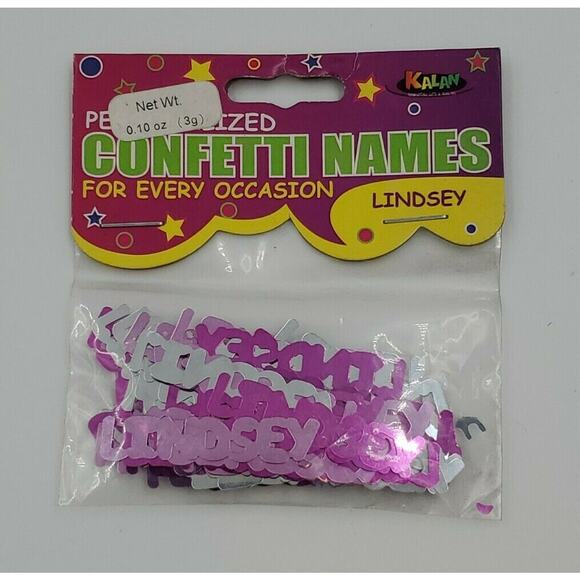 KALAN
Net Wt.
0.10 oz (3g)
PE IZED
CONFETTI NAMES
FOR EVERY OCCASION
LINDSEY
LINDSEY